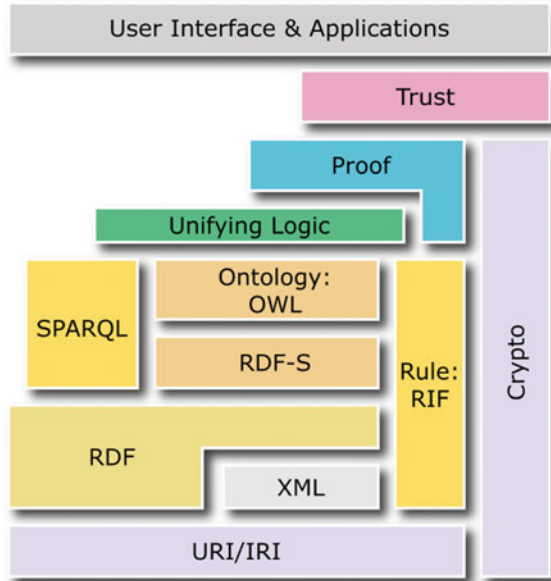 User Interface & Applications
Trust
Proof
Unifying Logic
Ontology:
OWL
SPARQL
RDF-S
Rule:
RIF
Crypto
RDF
XML
URI/IRI